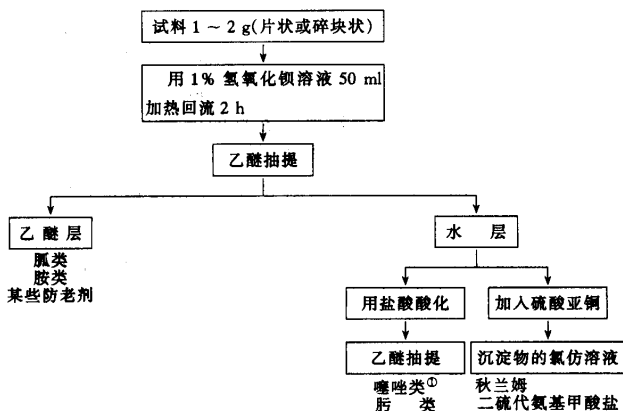 试料1～2 g(片状或碎块状)
用1% 氢氧化钡溶液 50 ml
加热回流2 h
乙醚抽提
乙 醚 层
胍类
胺类
某些防老剂
水 层
用盐酸酸化
加入硫酸亚铜
乙醚抽提
沉淀物的氯仿溶液
噻唑类①
肟 类
秋兰姆
二硫代氨基甲酸盐